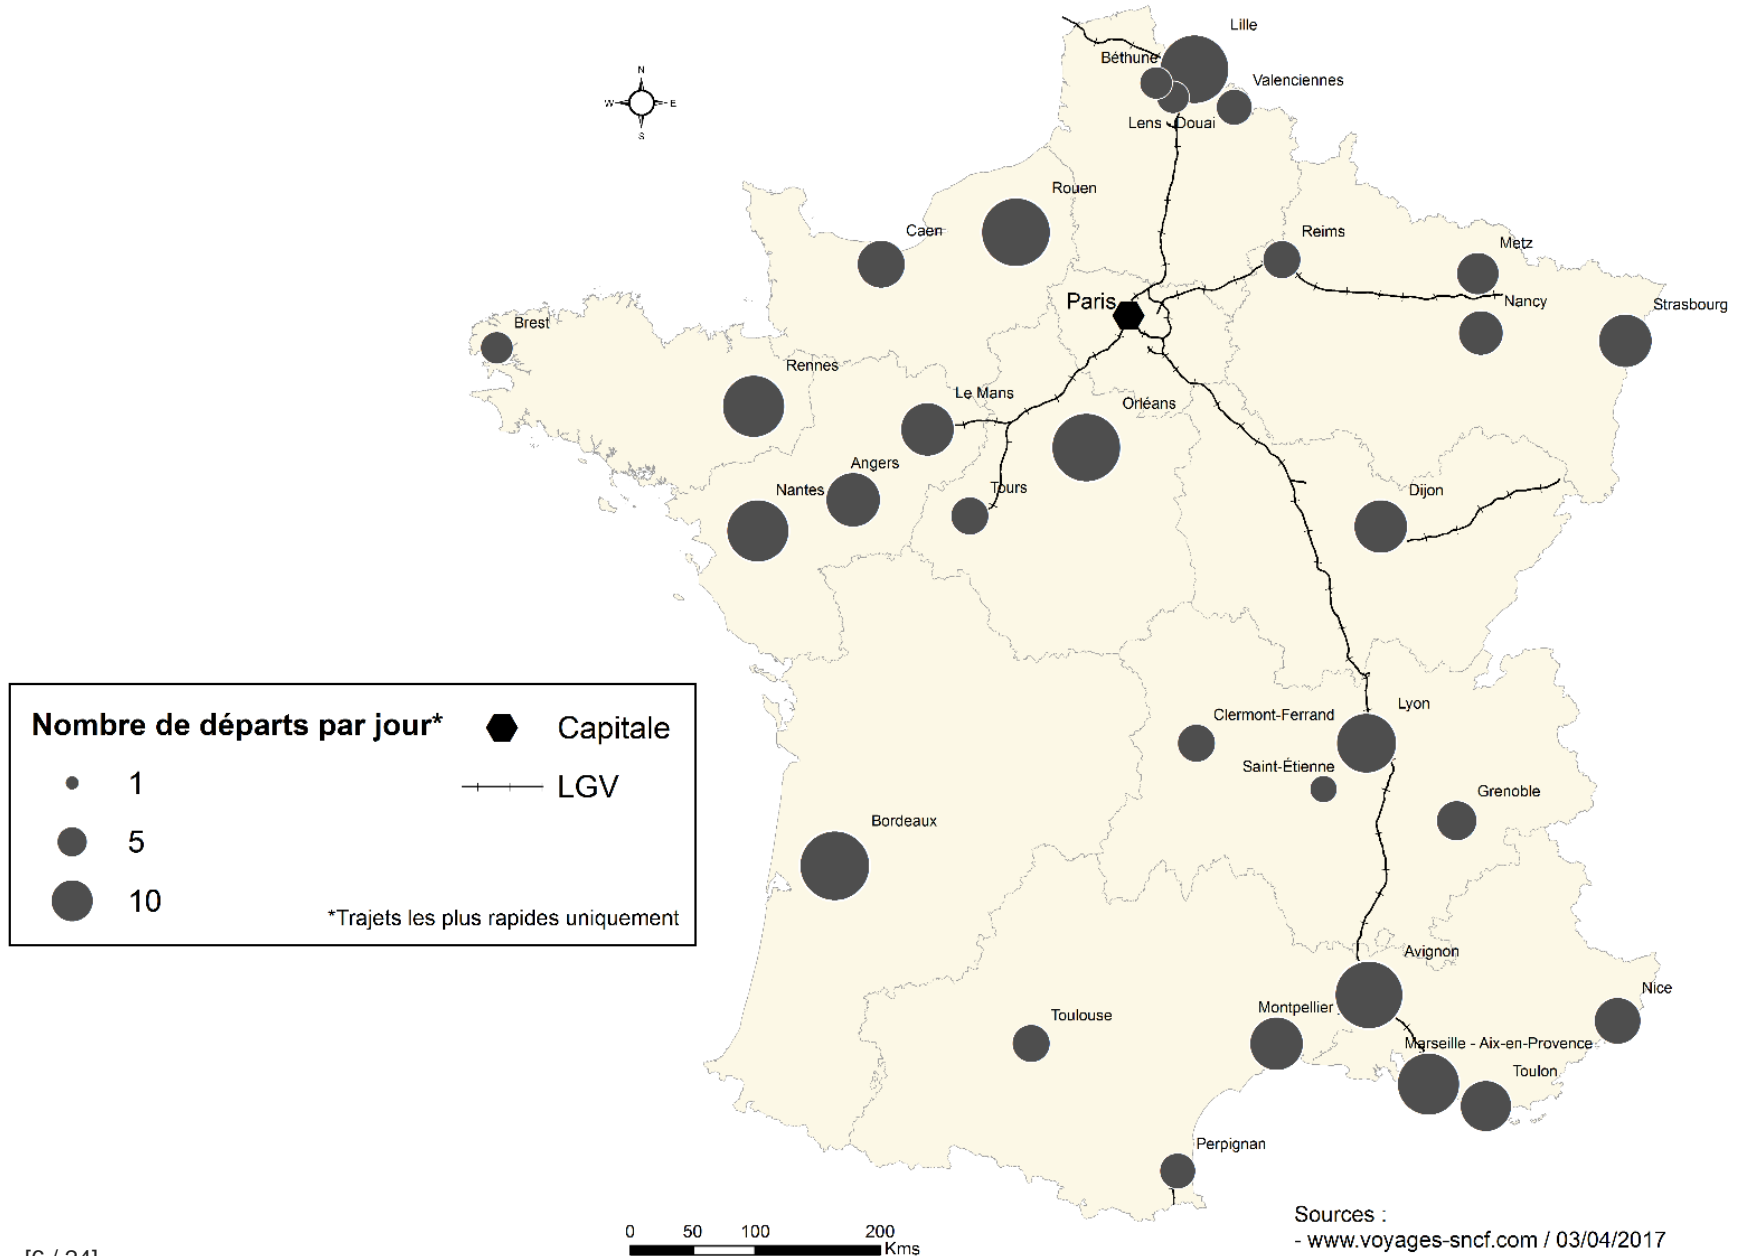 Lille
Béthune
Valenciennes
Lens - Douai
N
W
E
S
Rouen
Caen
Reims
Metz
Paris
Nancy
Strasbourg
Brest
Rennes
Le Mans
Orléans
Angers
Nantes
Tours
Dijon
Nombre de départs par jour*
Capitale
1
LGV
5
10
*Trajets les plus rapides uniquement
Clermont-Ferrand
Lyon
Saint-Étienne
Grenoble
Bordeaux
Avignon
Nice
Montpellier
Toulouse
Marseille - Aix-en-Provence
Toulon
Perpignan
0 50 100 200
Kms
Sources :
- www.voyages-sncf.com / 03/04/2017